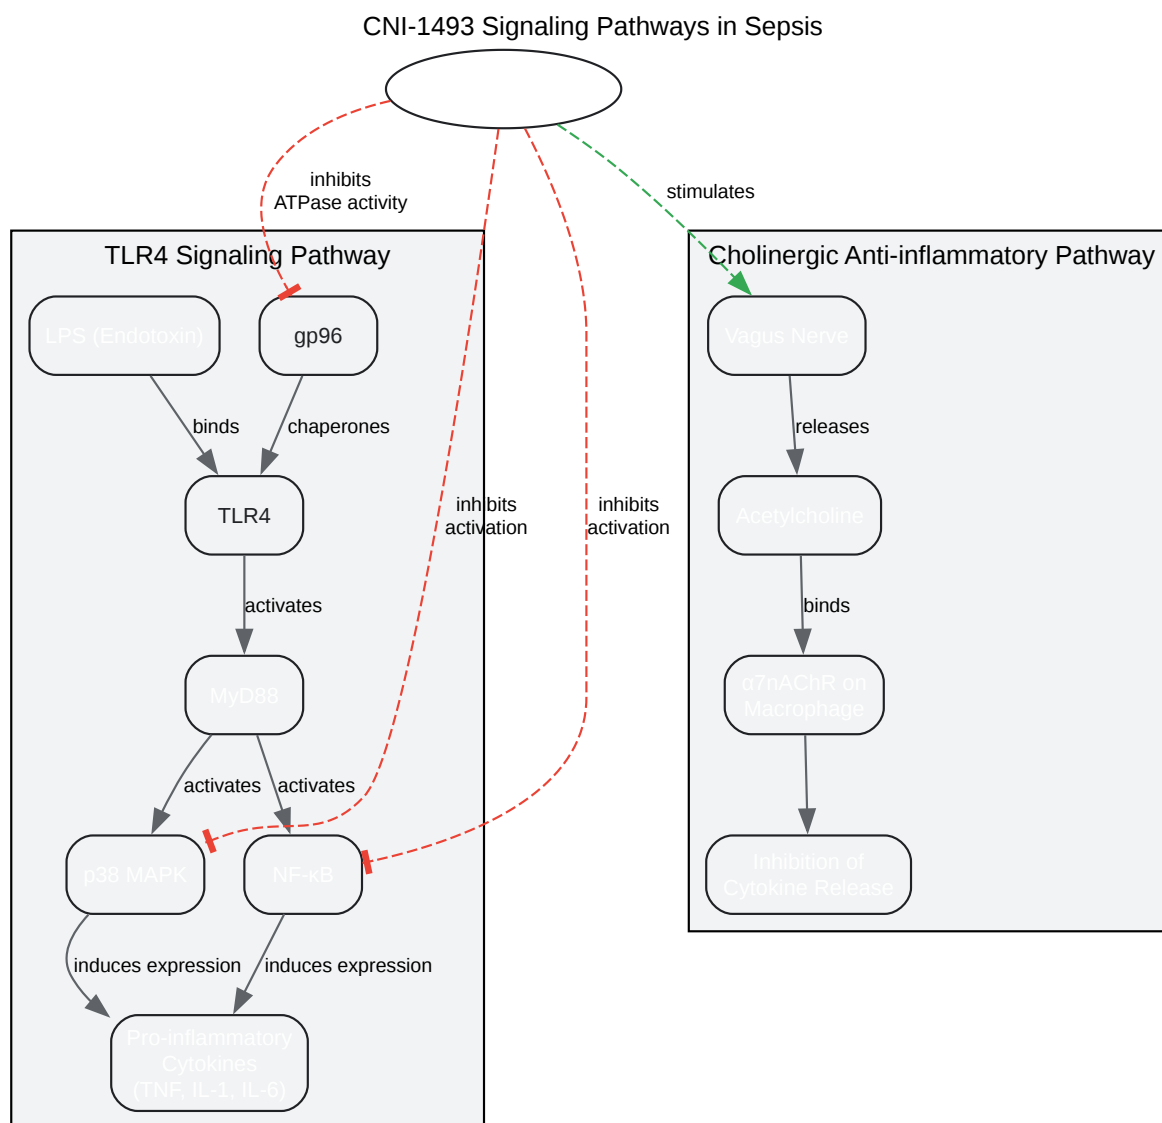 CNI-1493 Signaling Pathways in Sepsis
inhibits
ATPase activity
stimulates
TLR4 Signaling Pathway
Cholinergic Anti-inflammatory Pathway
LPS (Endotoxin)
gp96
Vagus Nerve
binds
chaperones
releases
TLR4
inhibits
activation
inhibits
activation
Acetylcholine
activates
binds
MyD88
α7nAChR on
Macrophage
activates
activates
p38 MAPK
NF-κB
Inhibition of
Cytokine Release
induces expression
induces expression
Pro-inflammatory
Cytokines
(TNF, IL-1, IL-6)